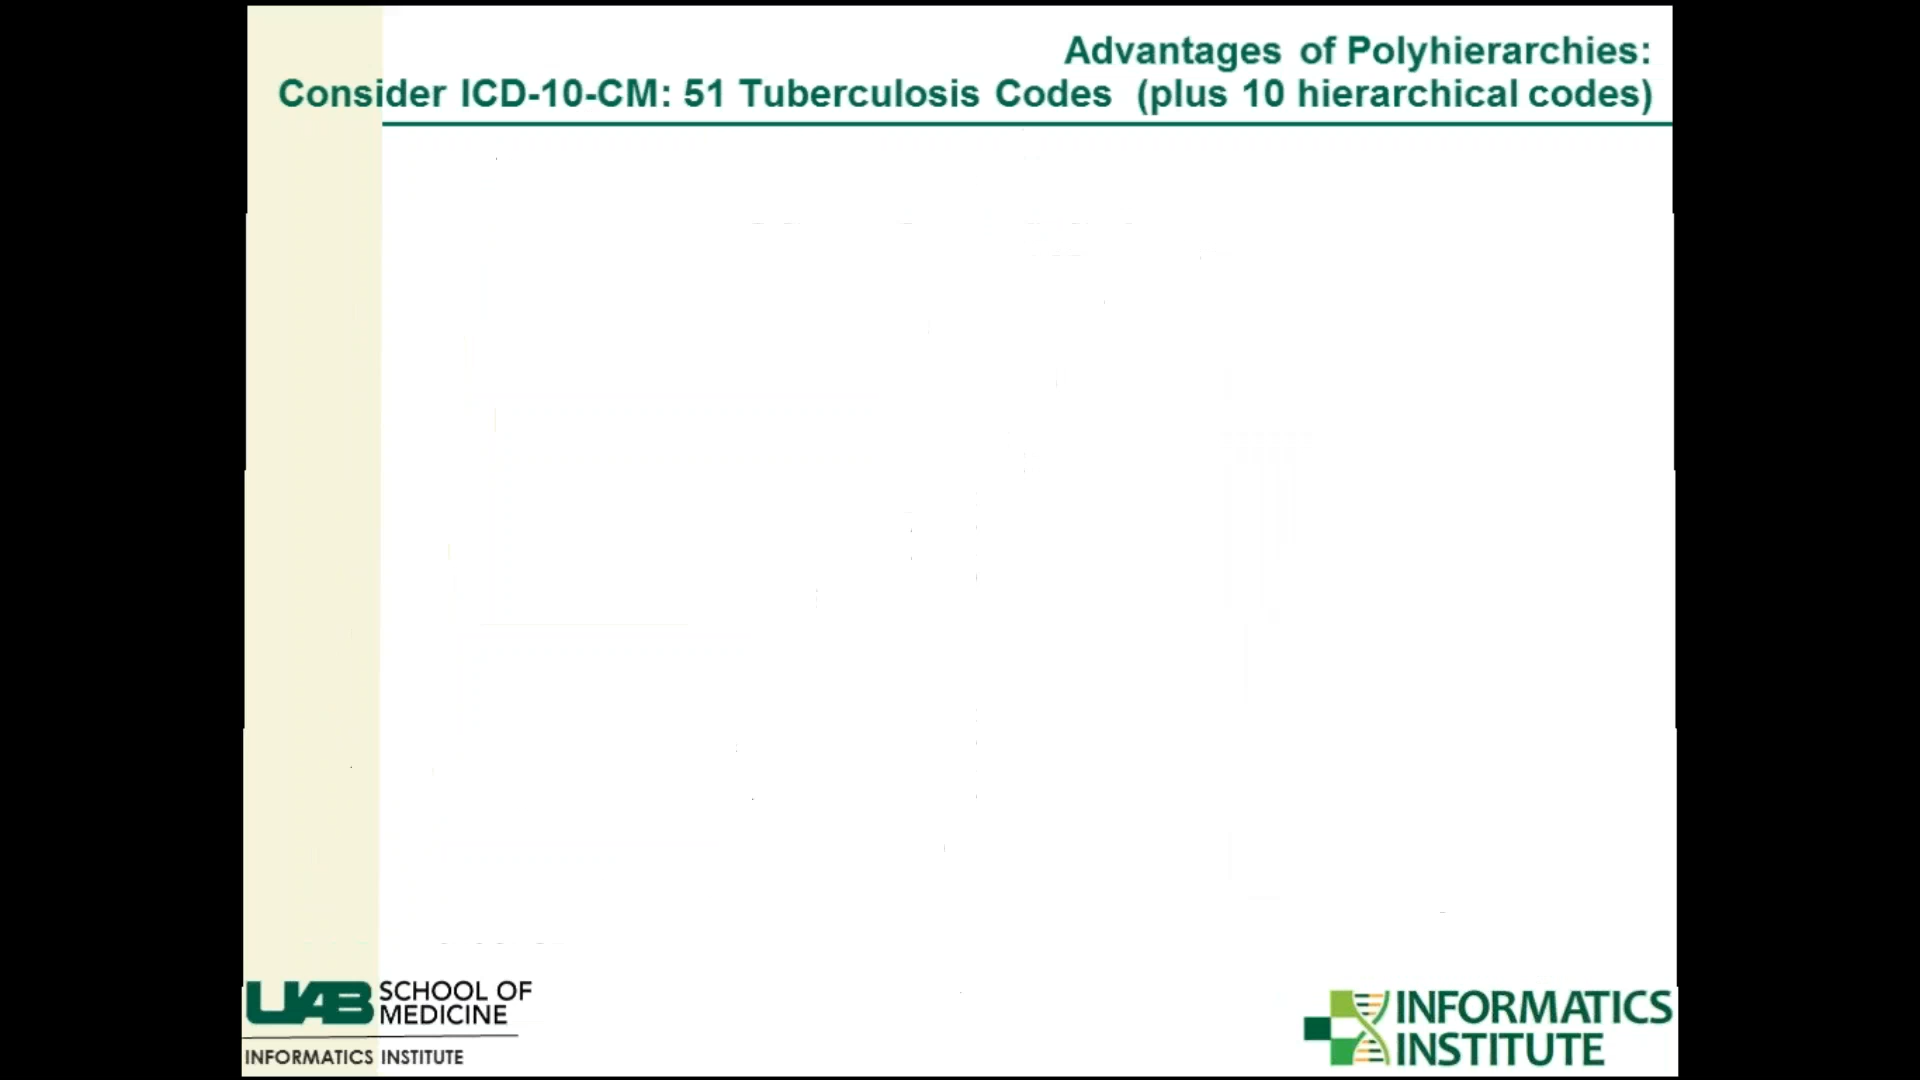 Advantages of Polyhierarchies:
Consider ICD-10-CM: 51 Tuberculosis Codes (plus 10 hierarchical codes)
UAB SCHOOL OF
MEDICINE
INFORMATICS INSTITUTE
INFORMATICS
INSTITUTE